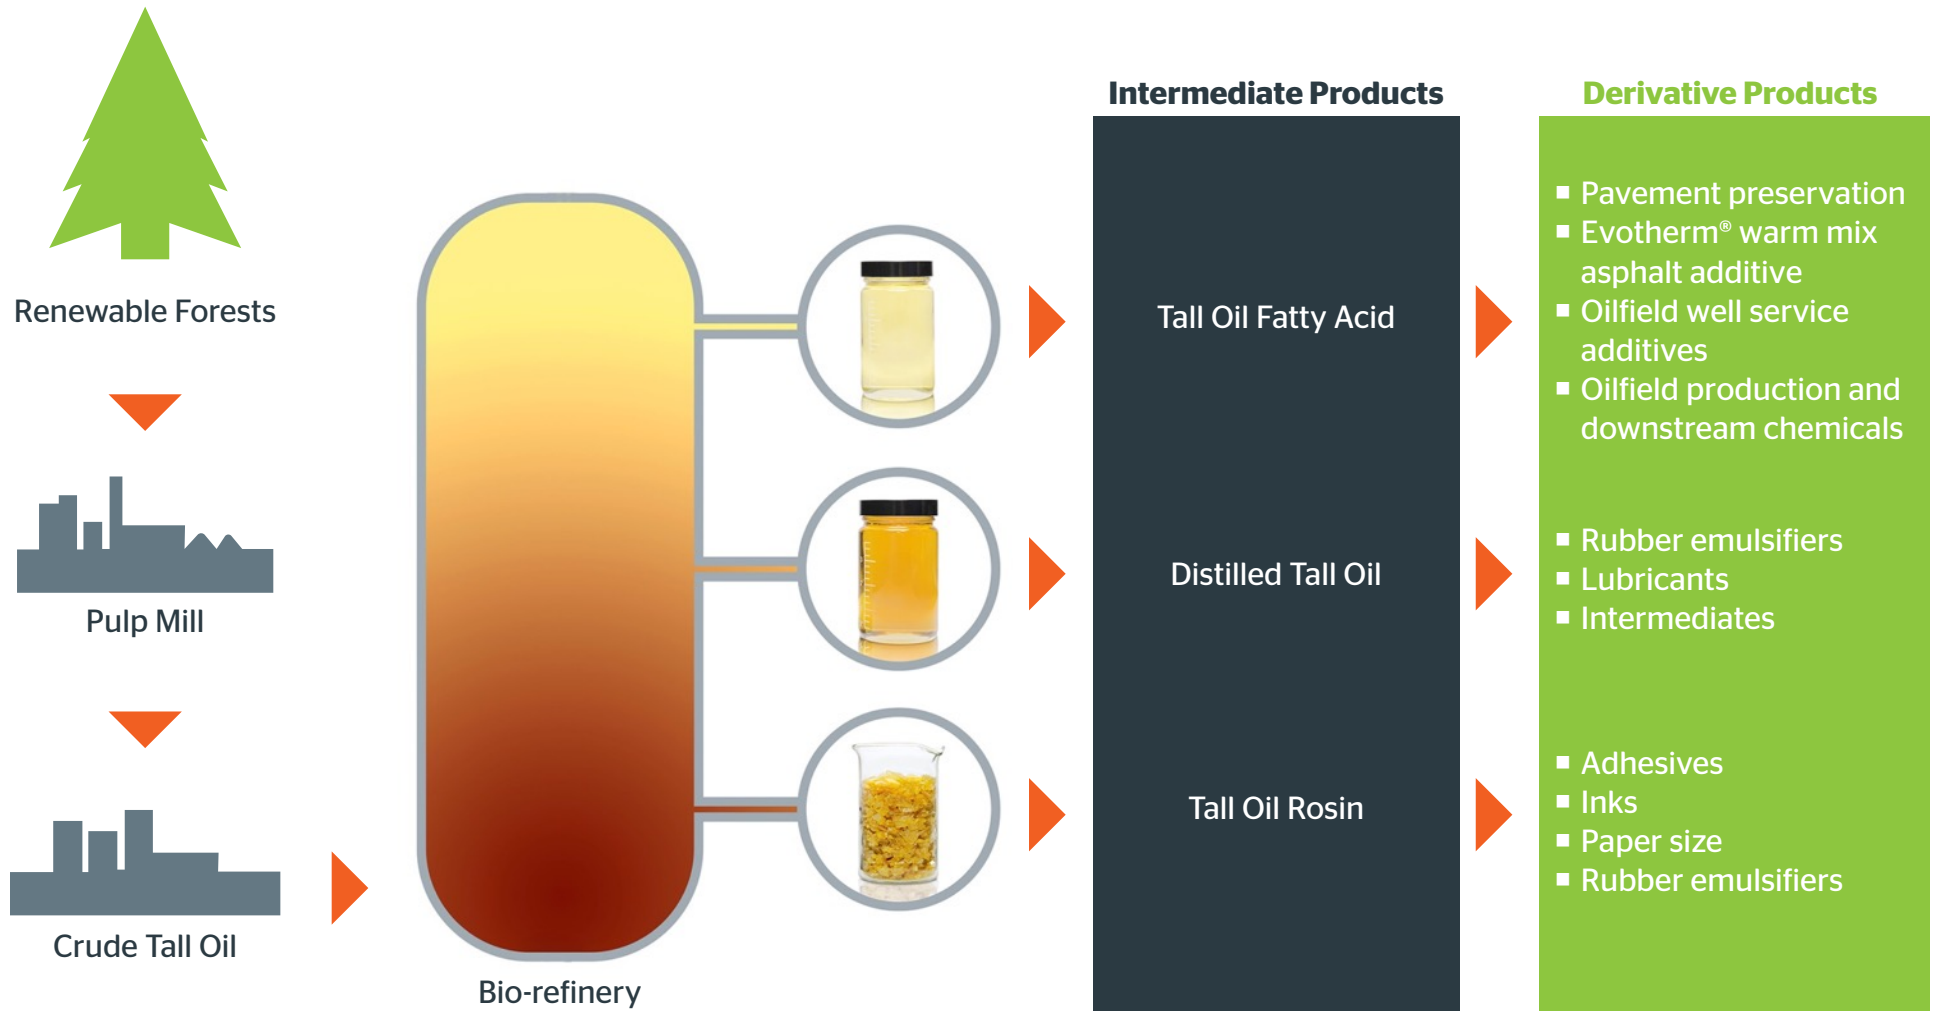 Renewable Forests
Pulp Mill
Crude Tall Oil
Bio-refinery
Intermediate Products
Tall Oil Fatty Acid
Distilled Tall Oil
Tall Oil Rosin
Derivative Products
▪ Pavement preservation
▪ Evotherm® warm mix
asphalt additive
▪ Oilfield well service
additives
▪ Oilfield production and
downstream chemicals
▪ Rubber emulsifiers
▪ Lubricants
▪ Intermediates
▪ Adhesives
▪ Inks
▪ Paper size
▪ Rubber emulsifiers